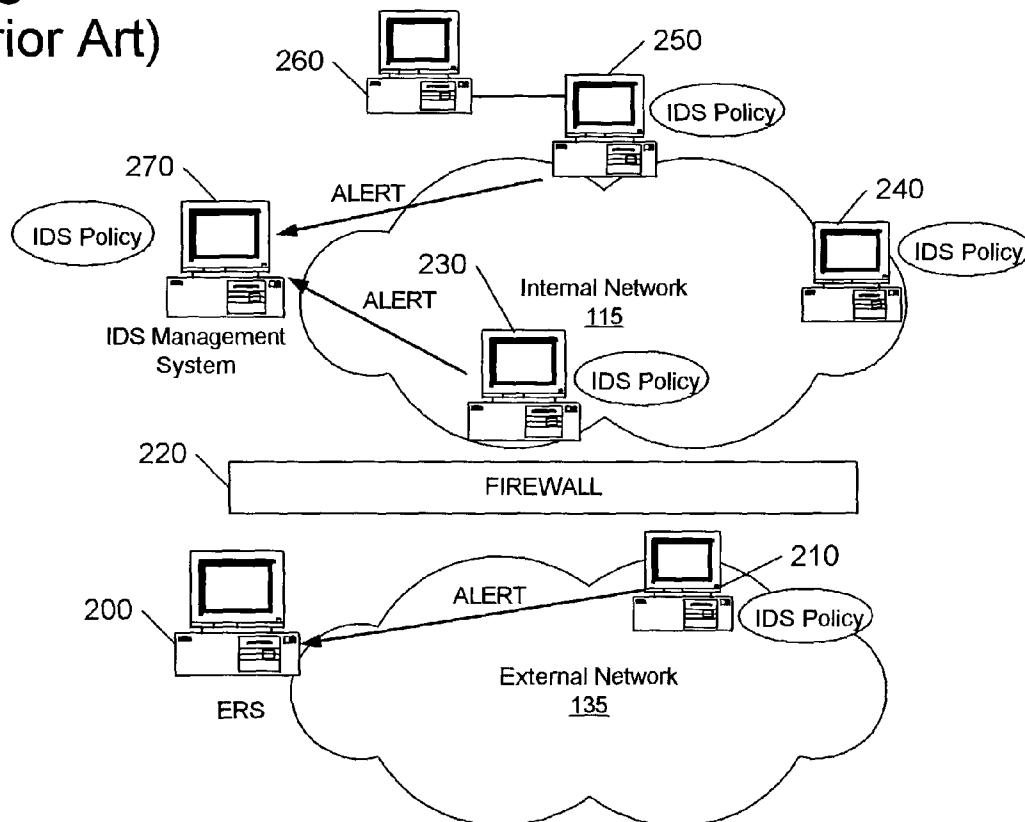 rior Art)
260
250
IDS Policy
270
ALERT
240
IDS Policy
IDS Policy
230
Internal Network
115
ALERT
IDS Management
System
IDS Policy
220
FIREWALL
210
ALERT
200
IDS Policy
External Network
135
ERS